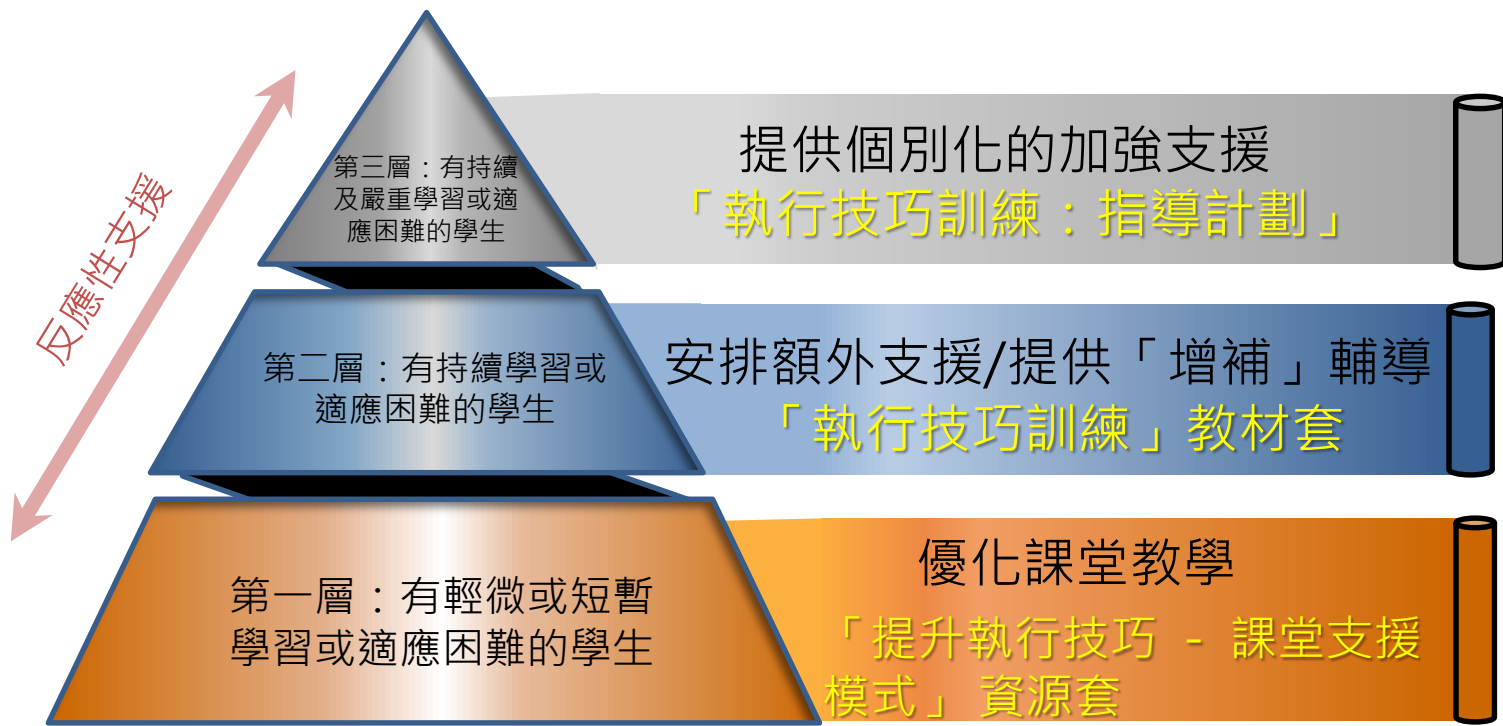 反應性支援
第三層：有持續
及嚴重學習或適
應困難的學生
提供個別化的加強支援
「執行技巧訓練：指導計劃」
第二層：有持續學習或
適應困難的學生
安排額外支援/提供「增補」輔導
「執行技巧訓練」教材套
第一層：有輕微或短暫
學習或適應困難的學生
優化課堂教學
「提升執行技巧 - 課堂支援
模式」資源套